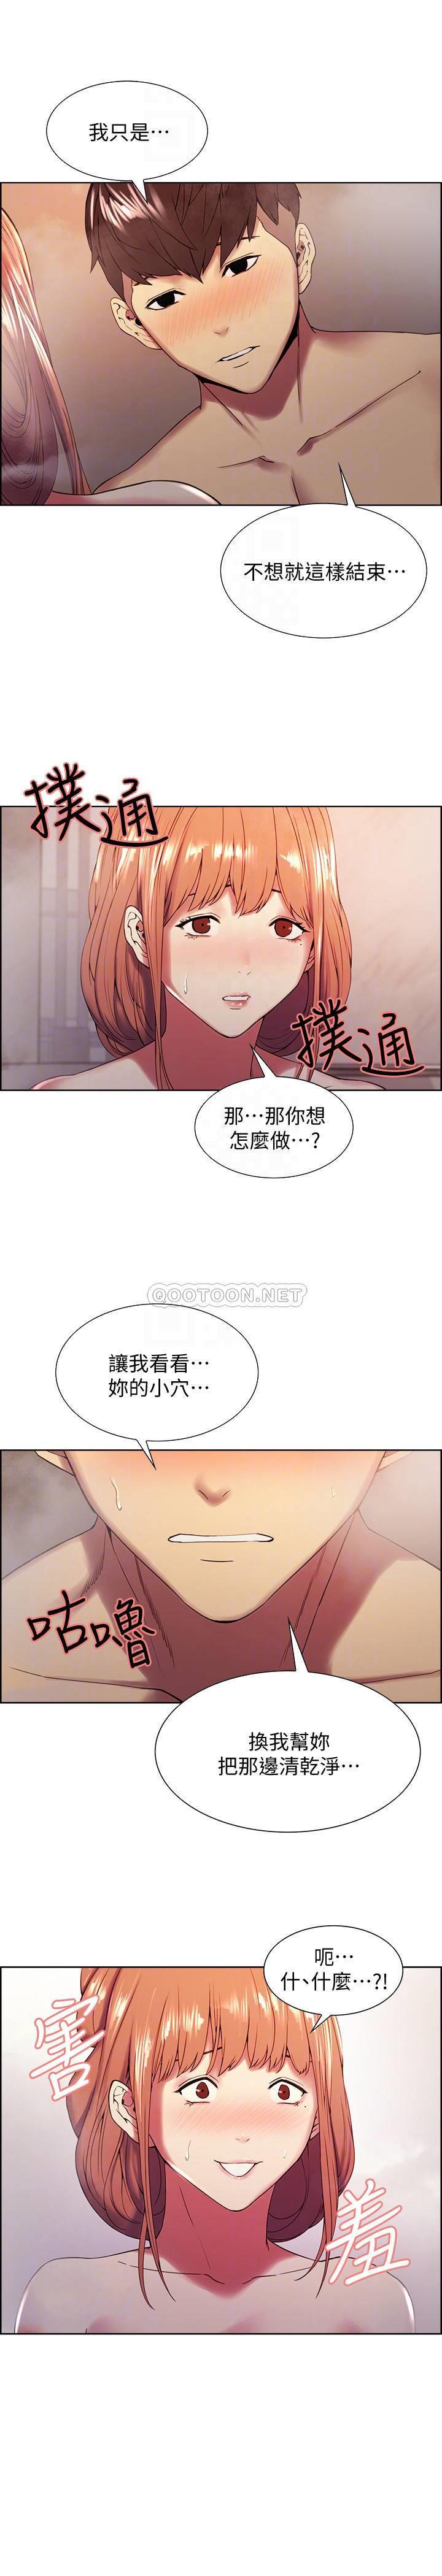 我只是⋯
不想就這樣結束⋯
撲通
撲通
那⋯那你想
怎麼做⋯?
QOOTOON.NET
讓我看看⋯
妳的小穴⋯
咕嚕
換我幫妳
把那邊清乾淨⋯
呃⋯
什、什麼⋯?!
害
羞